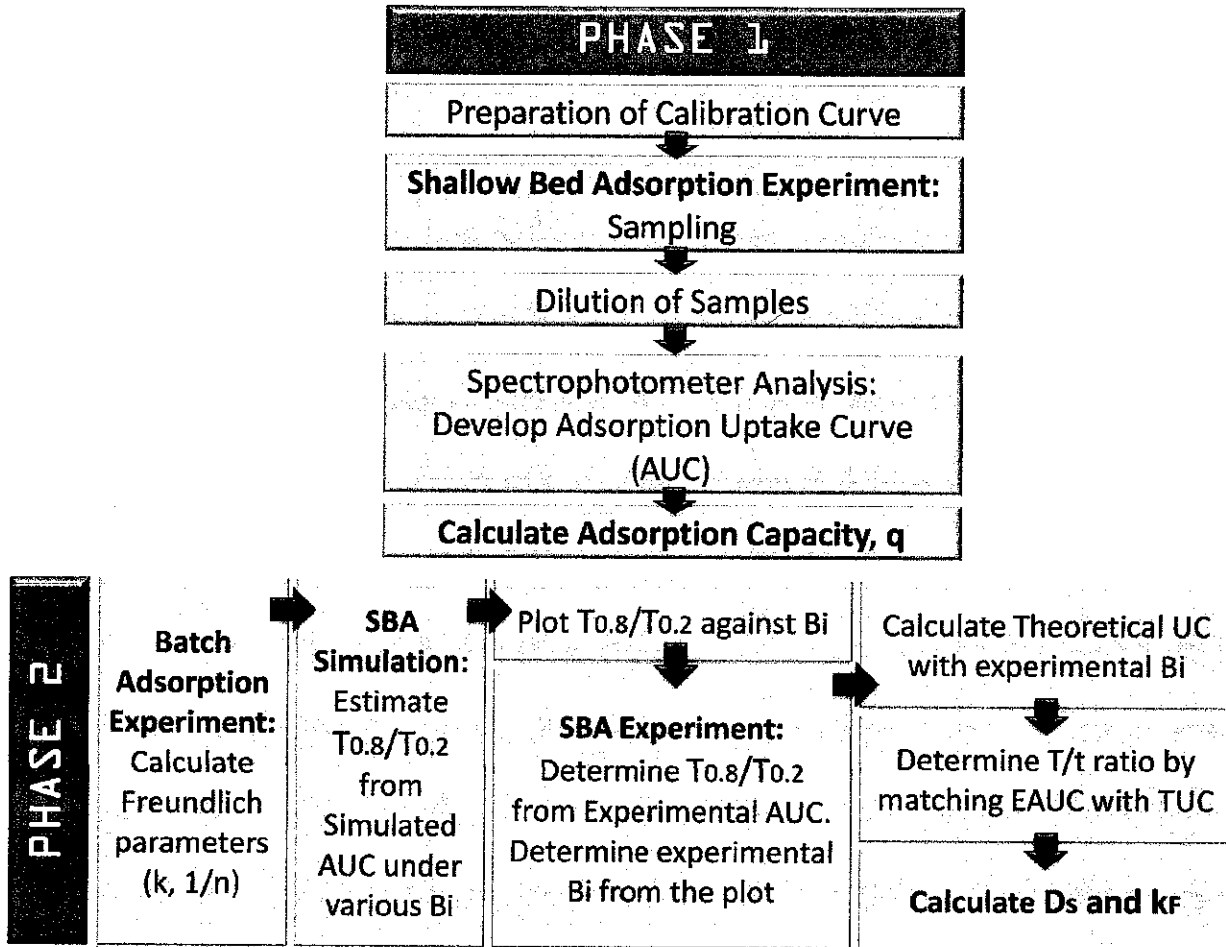 PHASE 1
Preparation of Calibration Curve
Shallow Bed Adsorption Experiment:
Sampling
Dilution of Samples
Spectrophotometer Analysis:
Develop Adsorption Uptake Curve
(AUC)
Calculate Adsorption Capacity, q
PHASE 2
Batch
Adsorption
Experiment:
Calculate
Freundlich
parameters
(k, 1/n)
SBA
Simulation:
Estimate
T0.8/T0.2
from
Simulated
AUC under
various Bi
Plot T0.8/T0.2 against Bi
SBA Experiment:
Determine T0.8/T0.2
from Experimental AUC.
Determine experimental
Bi from the plot
Calculate Theoretical UC
with experimental Bi
Determine T/t ratio by
matching EAUC with TUC
Calculate Ds and kF